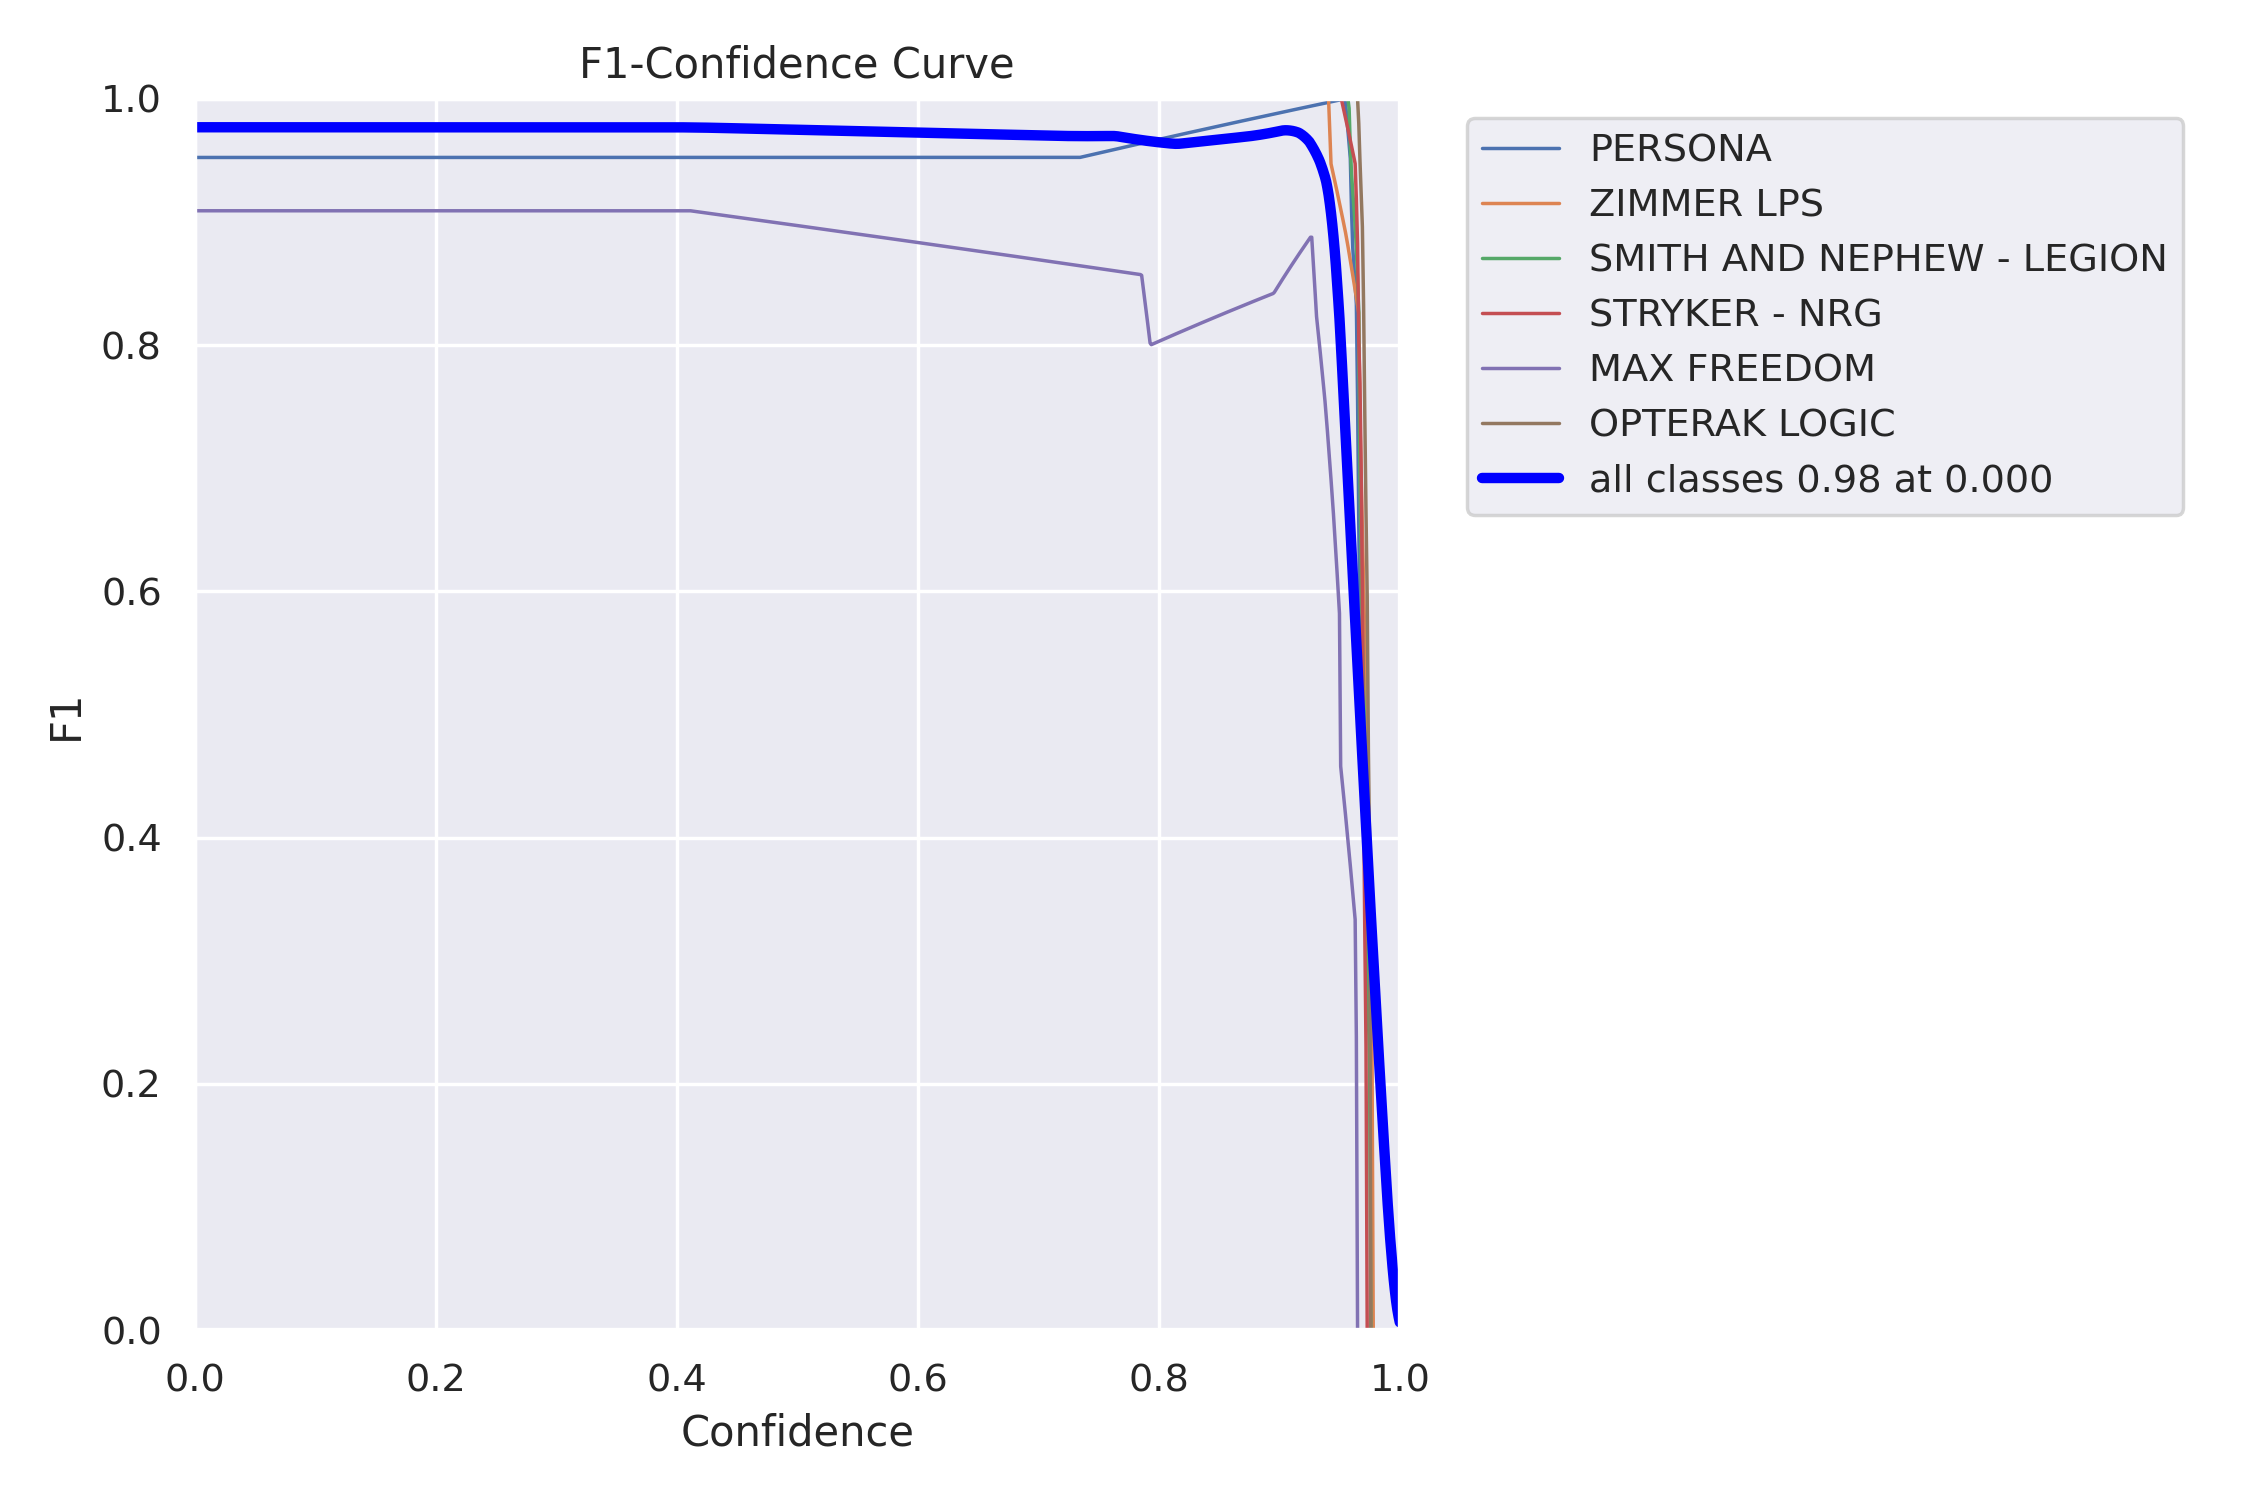 F1-Confidence Curve
1.0
0.8
0.6
0.4
0.2
0.0
F1
0.0 0.2 0.4 0.6 0.8 1.0
Confidence
PERSONA
ZIMMER LPS
SMITH AND NEPHEW - LEGION
STRYKER - NRG
MAX FREEDOM
OPTERAK LOGIC
all classes 0.98 at 0.000